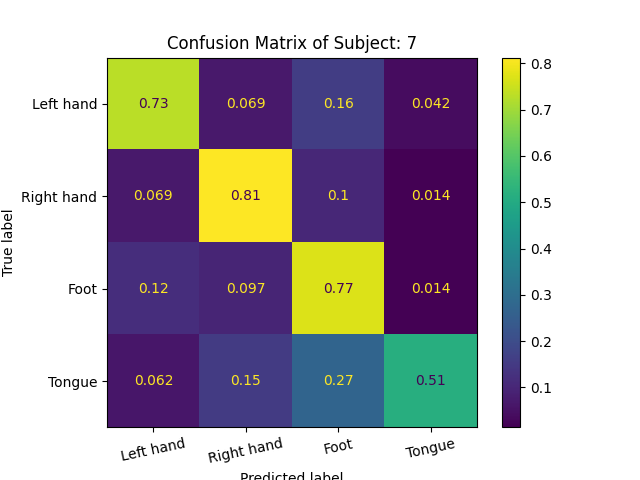 Confusion Matrix of Subject: 7
True label
Left hand 0.73 0.069 0.16 0.042
Right hand 0.069 0.81 0.1 0.014
Foot 0.12 0.097 0.77 0.014
Tongue 0.062 0.15 0.27 0.51
Left hand Right hand Foot Tongue
Predicted label
0.8
0.7
0.6
0.5
0.4
0.3
0.2
0.1